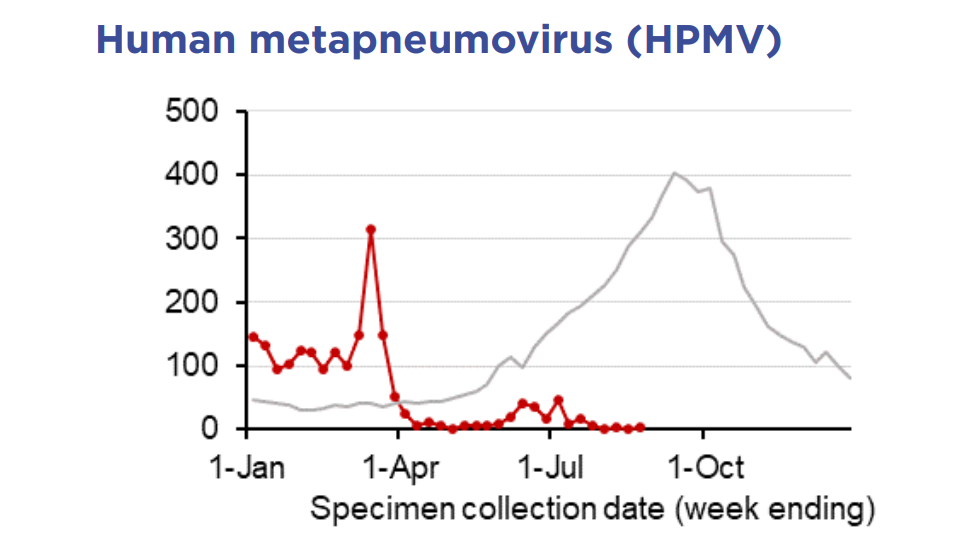 Human metapneumovirus (HPMV)
500
400
300
200
100
0
1-Jan 1-Apr 1-Jul 1-Oct
Specimen collection date (week ending)